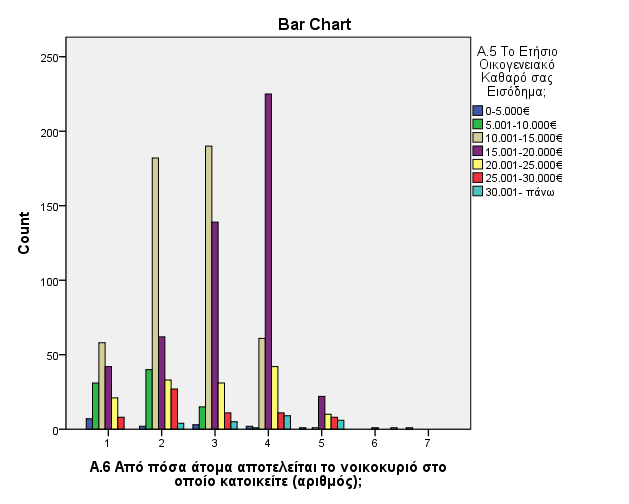 Bar Chart
Α.5 Το Ετήσιο
Οικογενειακό
Καθαρό σας
Εισόδημα;
0-5.000€
5.001-10.000€
10.001-15.000€
15.001-20.000€
20.001-25.000€
25.001-30.000€
30.001- πάνω
250
200
150
100
50
0
Count
1 2 3 4 5 6 7
Α.6 Από πόσα άτομα αποτελείται το νοικοκυριό στο
οποίο κατοικείτε (αριθμός);